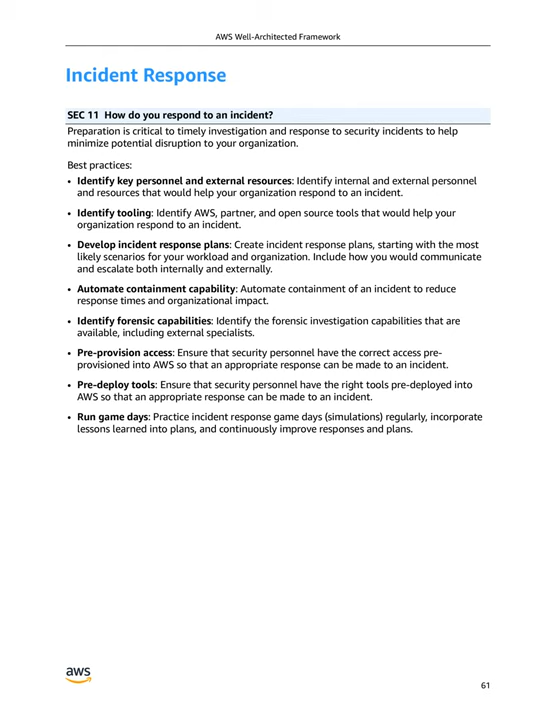 AWS Well-Architected Framework
Incident Response
SEC 11 How do you respond to an incident?
Preparation is critical to timely investigation and response to security incidents to help
minimize potential disruption to your organization.
Best practices:
• Identify key personnel and external resources: Identify internal and external personnel
and resources that would help your organization respond to an incident.
• Identify tooling: Identify AWS, partner, and open source tools that would help your
organization respond to an incident.
• Develop incident response plans: Create incident response plans, starting with the most
likely scenarios for your workload and organization. Include how you would communicate
and escalate both internally and externally.
• Automate containment capability: Automate containment of an incident to reduce
response times and organizational impact.
• Identify forensic capabilities: Identify the forensic investigation capabilities that are
available, including external specialists.
• Pre-provision access: Ensure that security personnel have the correct access pre-
provisioned into AWS so that an appropriate response can be made to an incident.
• Pre-deploy tools: Ensure that security personnel have the right tools pre-deployed into
AWS so that an appropriate response can be made to an incident.
• Run game days: Practice incident response game days (simulations) regularly, incorporate
lessons learned into plans, and continuously improve responses and plans.
aws
61